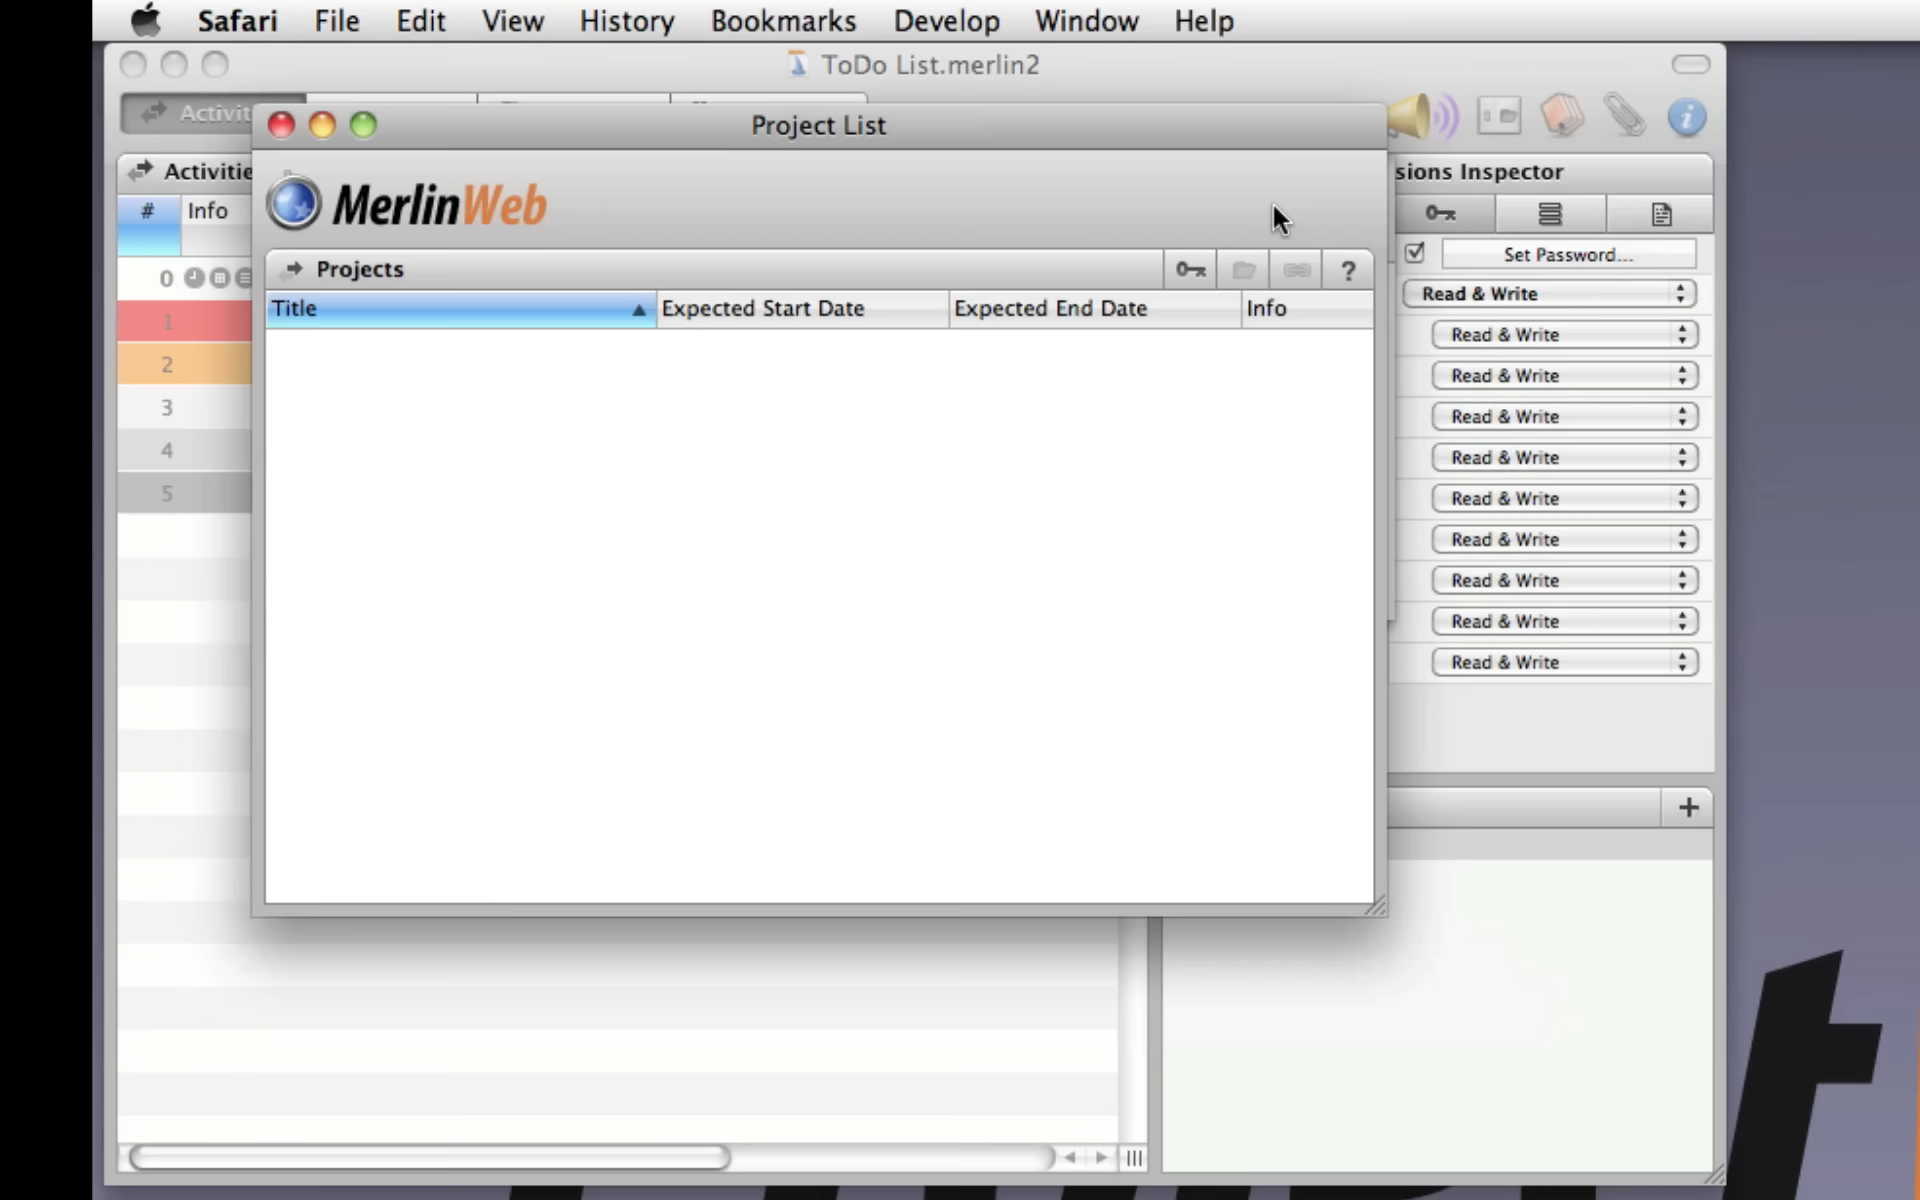 Safari File Edit View History Bookmarks Develop Window Help
ToDo List.merlin2
Project List
MerlinWeb
Activities
sions Inspector
# Info
Set Password...
Projects ?
Title Expected Start Date Expected End Date Info
0
1
2
3
4
5
Read & Write
Read & Write
Read & Write
Read & Write
Read & Write
Read & Write
Read & Write
Read & Write
Read & Write
Read & Write